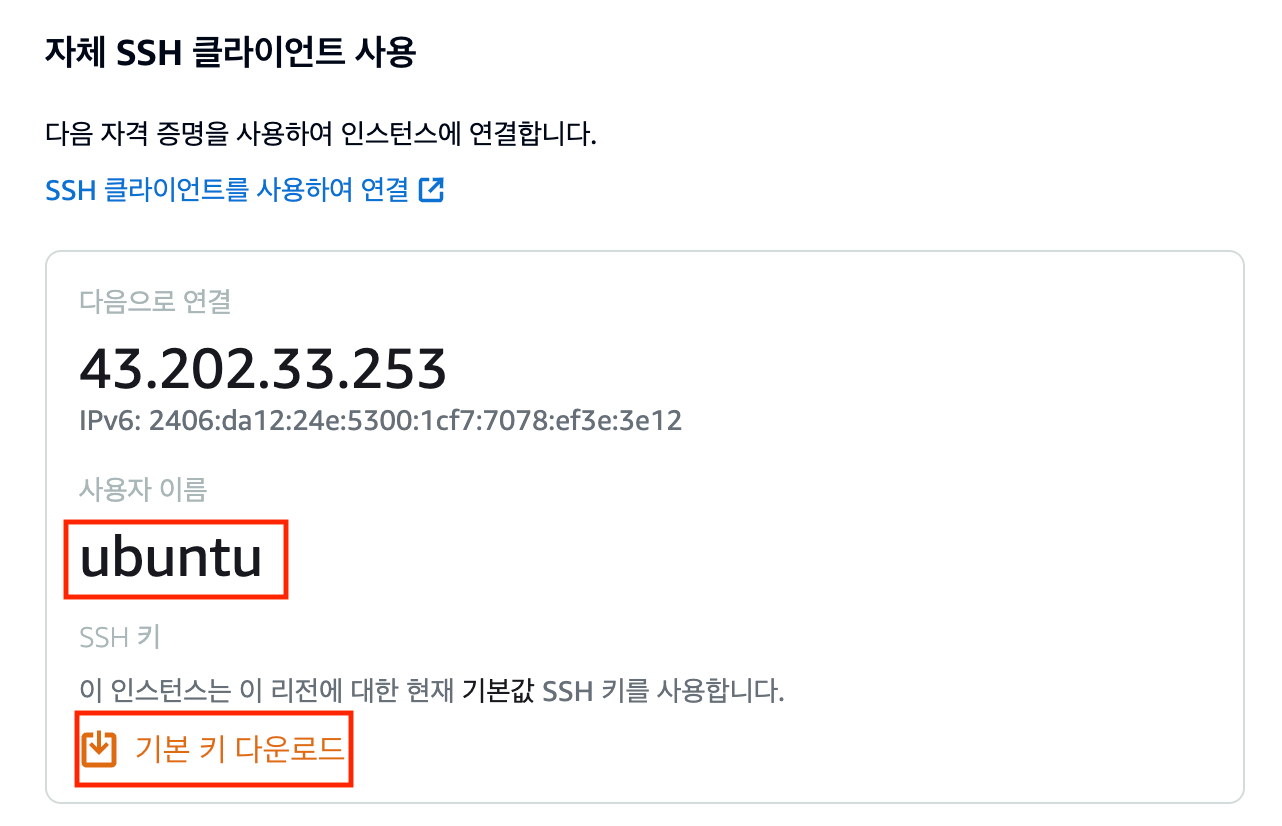 자체 SSH 클라이언트 사용
다음 자격 증명을 사용하여 인스턴스에 연결합니다.
SSH 클라이언트를 사용하여 연결
다음으로 연결
43.202.33.253
IPv6: 2406:da12:24e:5300:1cf7:7078:ef3e:3e12
사용자 이름
ubuntu
SSH 키
이 인스턴스는 이 리전에 대한 현재 기본값 SSH 키를 사용합니다.
기본 키 다운로드